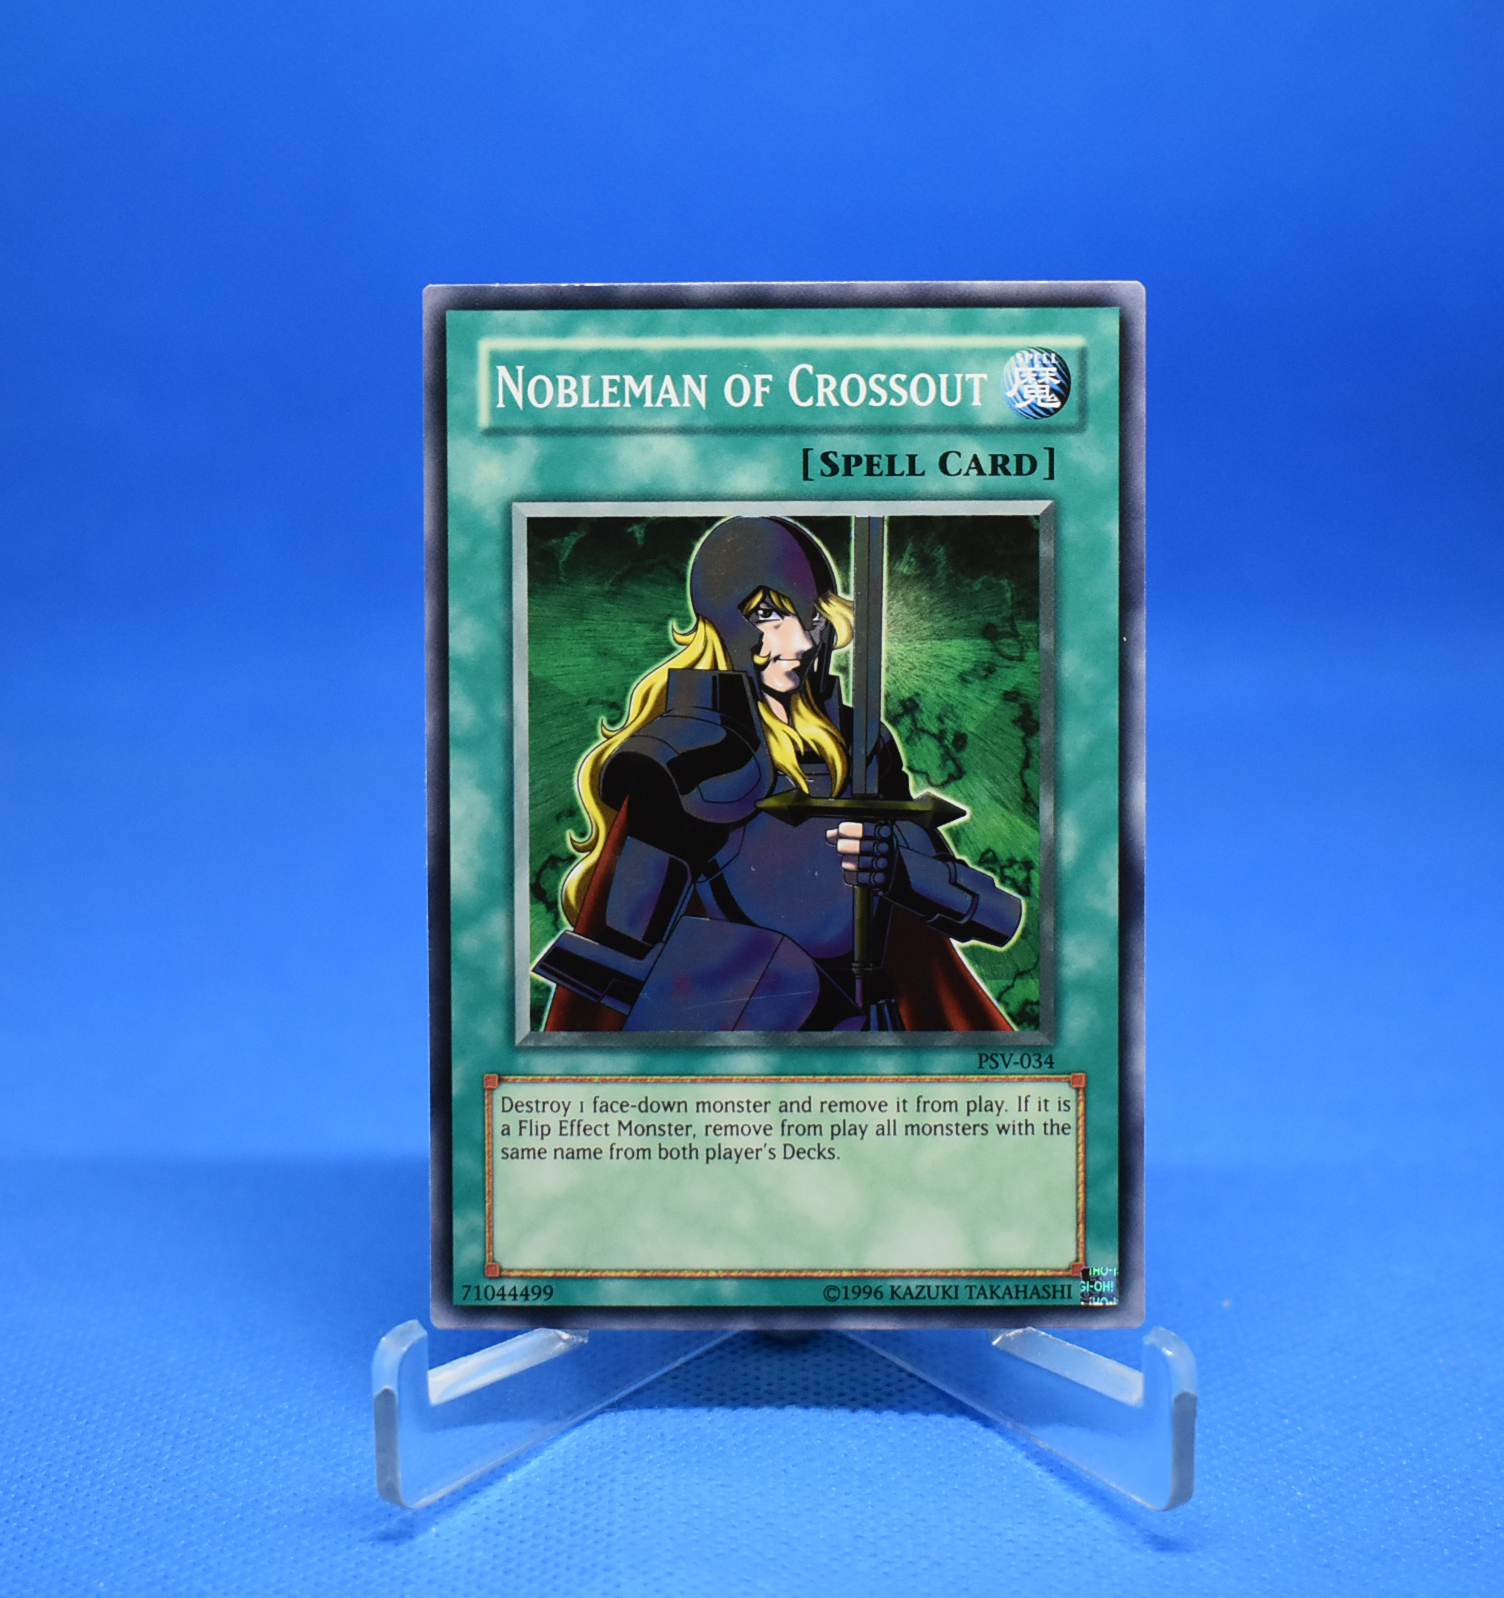 NOBLEMAN OF CROSSOUT
SPELL
魔
[SPELL CARD]
PSV-034
Destroy 1 face-down monster and remove it from play. If it is
a Flip Effect Monster, remove from play all monsters with the
same name from both player's Decks.
71044499
©1996 KAZUKI TAKAHASHI
GI-OH!